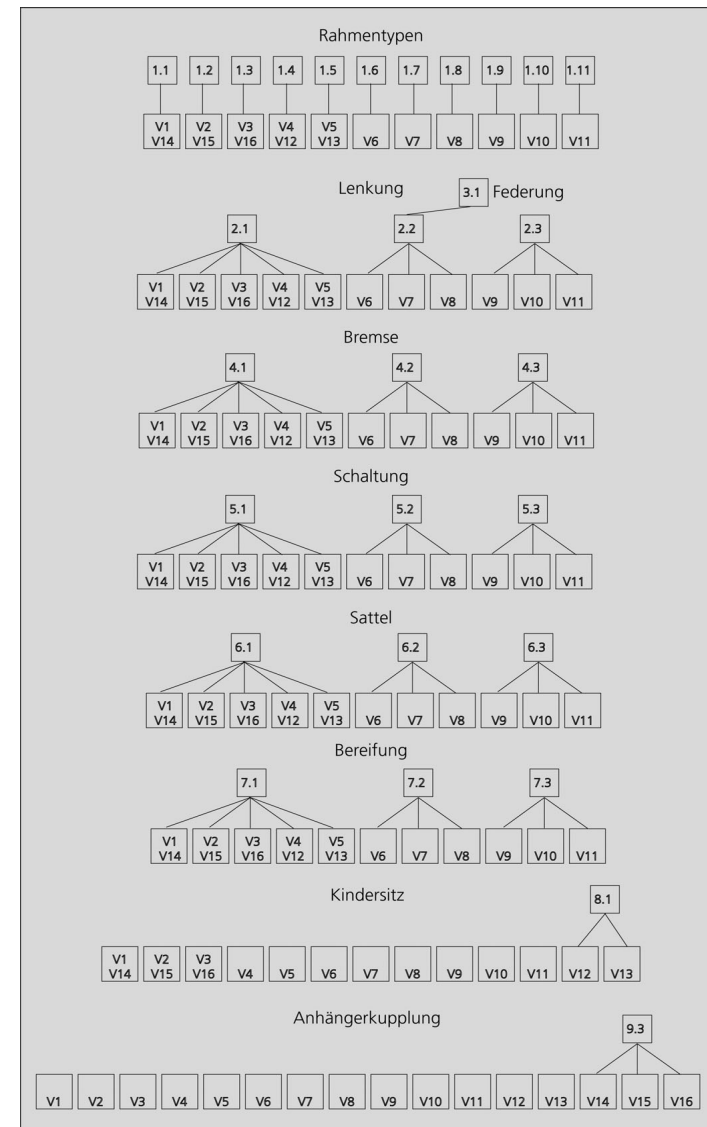 Rahmentypen
1.1 1.2 1.3 1.4 1.5 1.6 1.7 1.8 1.9 1.10 1.11
V1 V2 V3 V4 V5
V14 V15 V16 V12 V13 V6 V7 V8 V9 V10 V11
Lenkung 3.1 Federung
2.1 2.2 2.3
V1 V2 V3 V4 V5
V14 V15 V16 V12 V13 V6 V7 V8 V9 V10 V11
Bremse
4.1 4.2 4.3
V1 V2 V3 V4 V5
V14 V15 V16 V12 V13 V6 V7 V8 V9 V10 V11
Schaltung
5.1 5.2 5.3
V1 V2 V3 V4 V5
V14 V15 V16 V12 V13 V6 V7 V8 V9 V10 V11
Sattel
6.1 6.2 6.3
V1 V2 V3 V4 V5
V14 V15 V16 V12 V13 V6 V7 V8 V9 V10 V11
Bereifung
7.1 7.2 7.3
V1 V2 V3 V4 V5
V14 V15 V16 V12 V13 V6 V7 V8 V9 V10 V11
Kindersitz
8.1
V1 V2 V3
V14 V15 V16 V4 V5 V6 V7 V8 V9 V10 V11 V12 V13
Anhängerkupplung
9.3
V1 V2 V3 V4 V5 V6 V7 V8 V9 V10 V11 V12 V13 V14 V15 V16